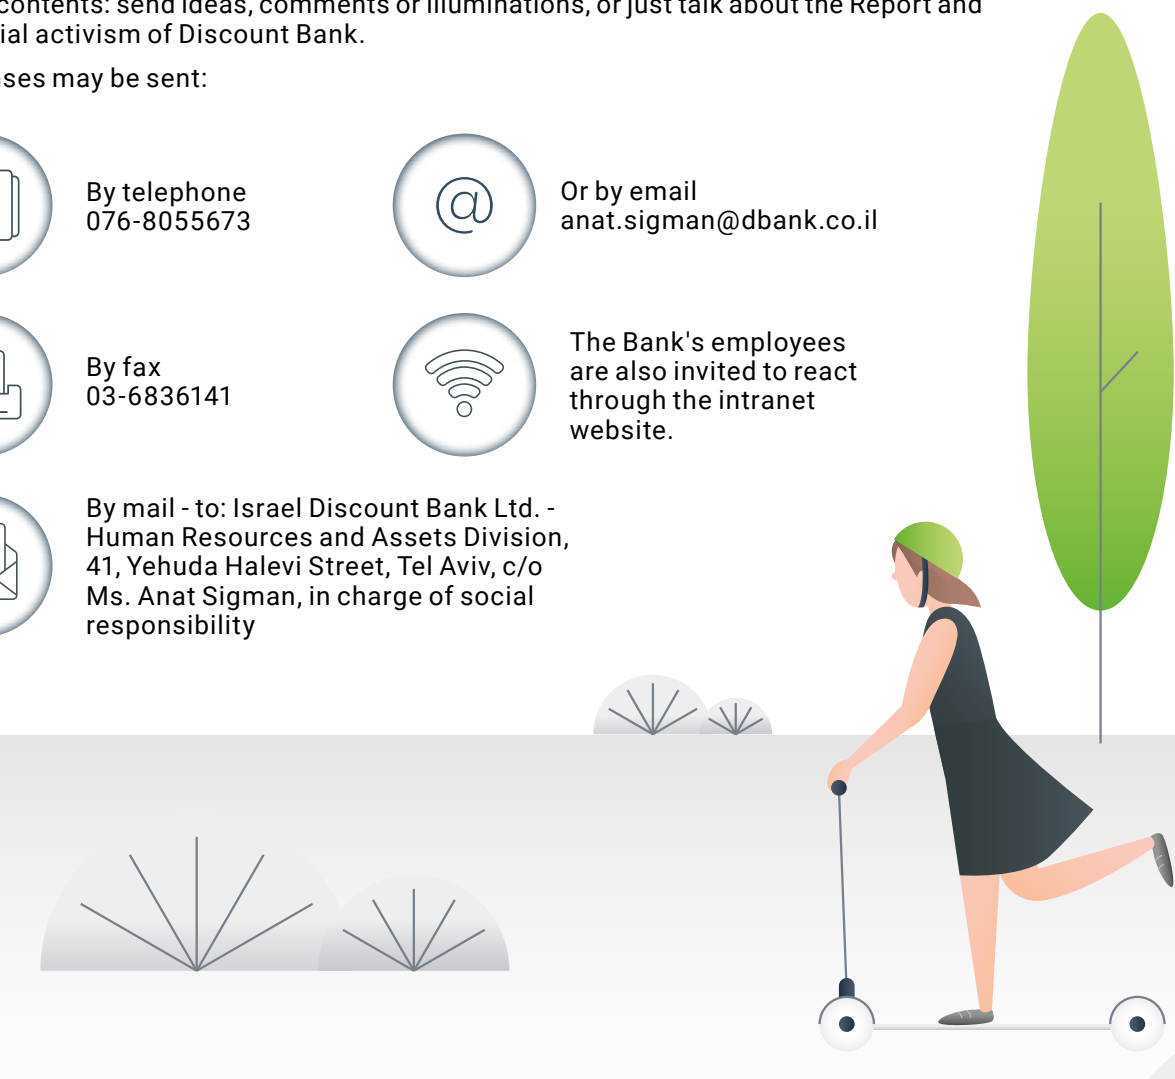 contents: send ideas, comments or illuminations, or just talk about the Report and
activism of Discount Bank.
may be sent:
By telephone
076-8055673
@
Or by email
anat.sigman@dbank.co.il
By fax
03-6836141
The Bank's employees
are also invited to react
through the intranet
website.
By mail - to: Israel Discount Bank Ltd. -
Human Resources and Assets Division,
41, Yehuda Halevi Street, Tel Aviv, c/o
Ms. Anat Sigman, in charge of social
responsibility